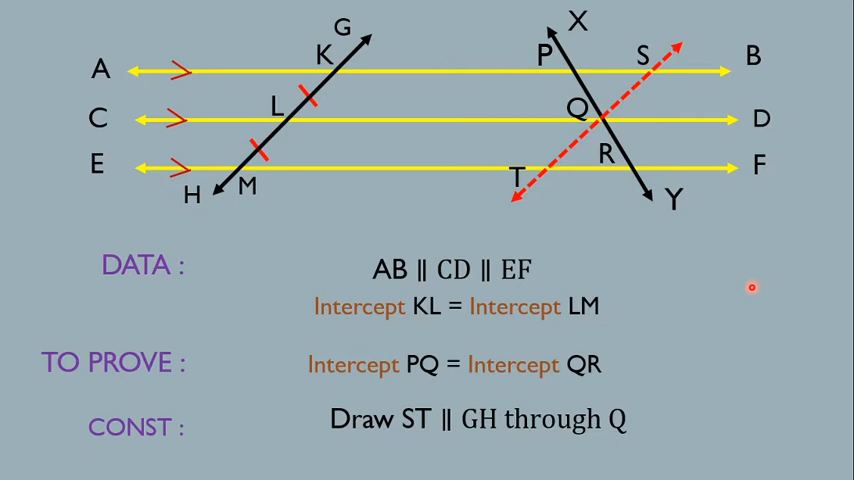 G
X
A
K
P
S
B
C
L
Q
D
E
R
F
H
M
T
Y
DATA :
AB ∥ CD ∥ EF
Intercept KL = Intercept LM
TO PROVE :
Intercept PQ = Intercept QR
CONST :
Draw ST ∥ GH through Q